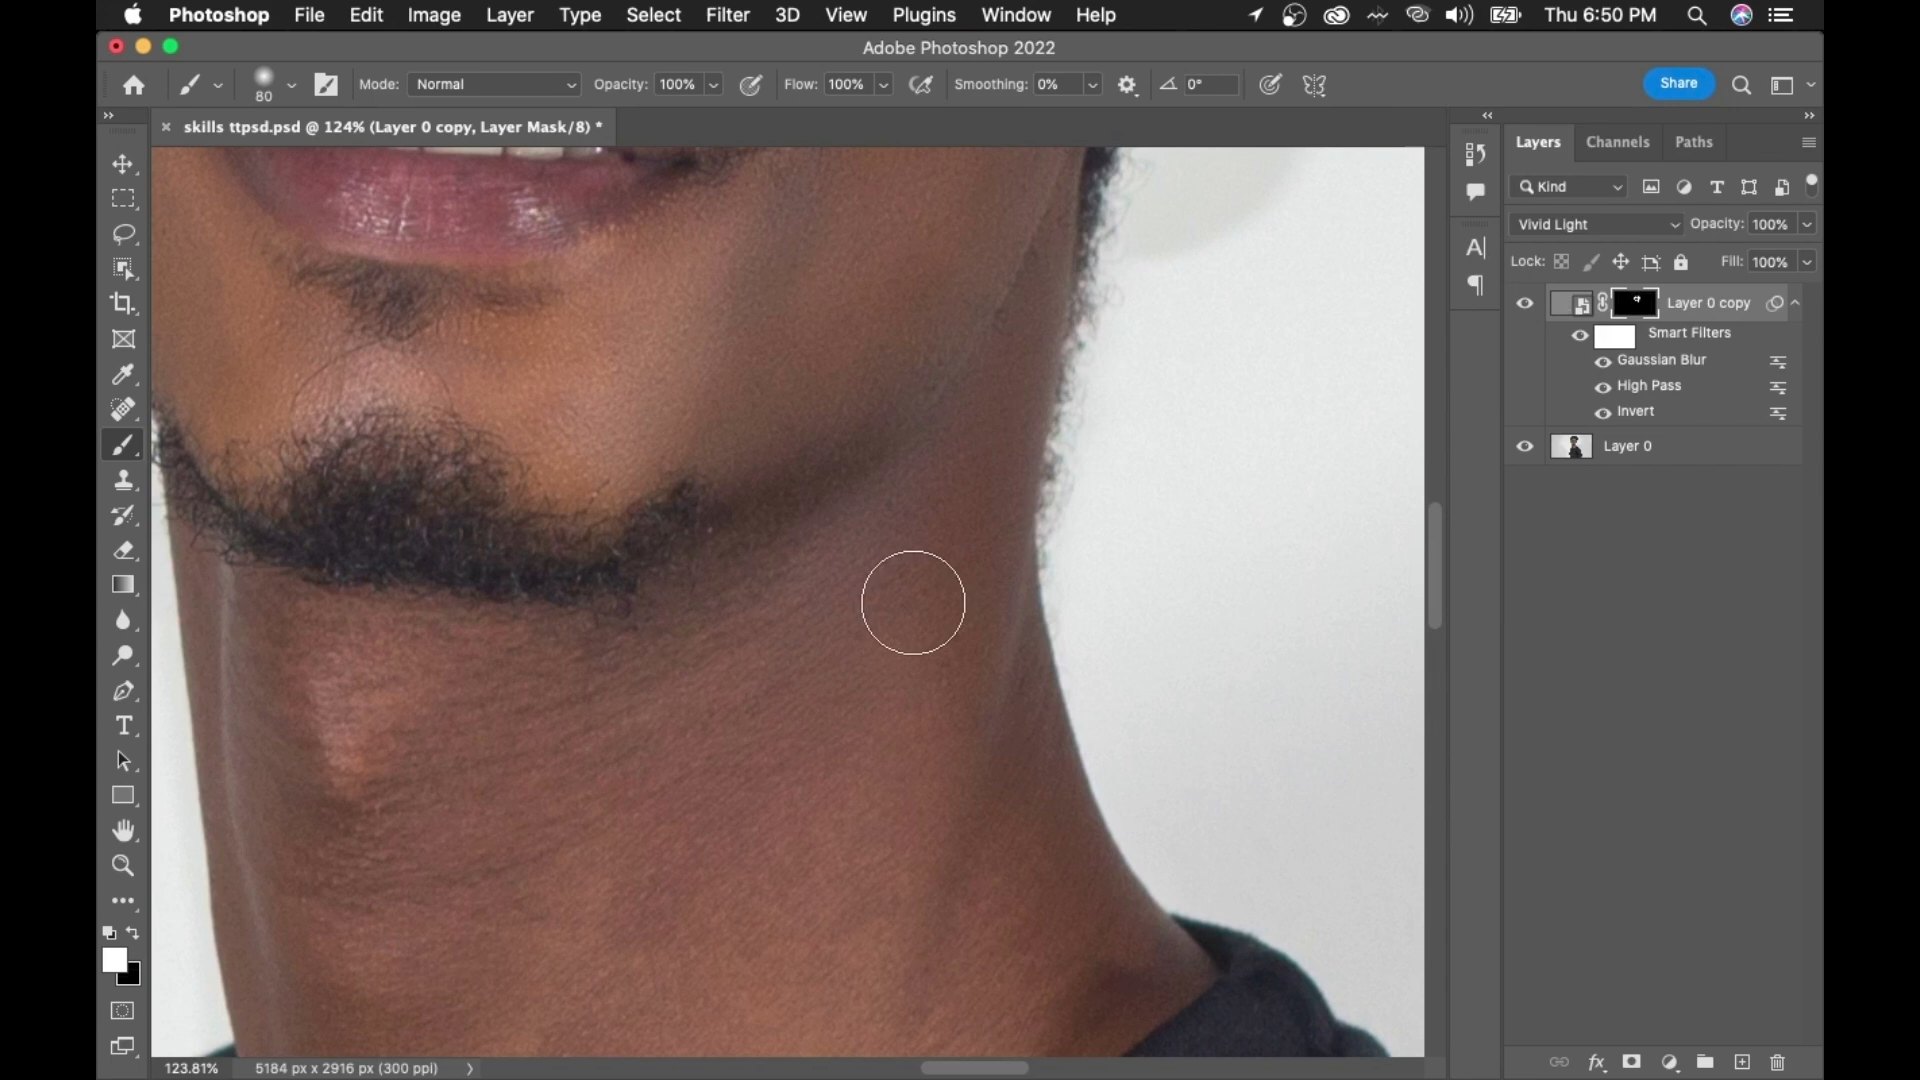 Photoshop File Edit Image Layer Type Select Filter 3D View Plugins Window Help Thu 6:50 PM
Adobe Photoshop 2022
80 Mode: Normal Opacity: 100% Flow: 100% Smoothing: 0% 0° Share
skills ttpsd.psd @ 124% (Layer 0 copy, Layer Mask/8) *
Layers Channels Paths
Kind
Vivid Light Opacity: 100%
Lock: Fill: 100%
Layer 0 copy
Smart Filters
Gaussian Blur
High Pass
Invert
Layer 0
123.81% 5184 px x 2916 px (300 ppi)